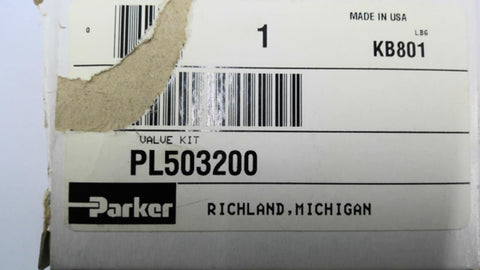 MADE IN USA
0
1
LBG
KB801
VALVE KIT
PL503200
Parker
RICHLAND,MICHIGAN